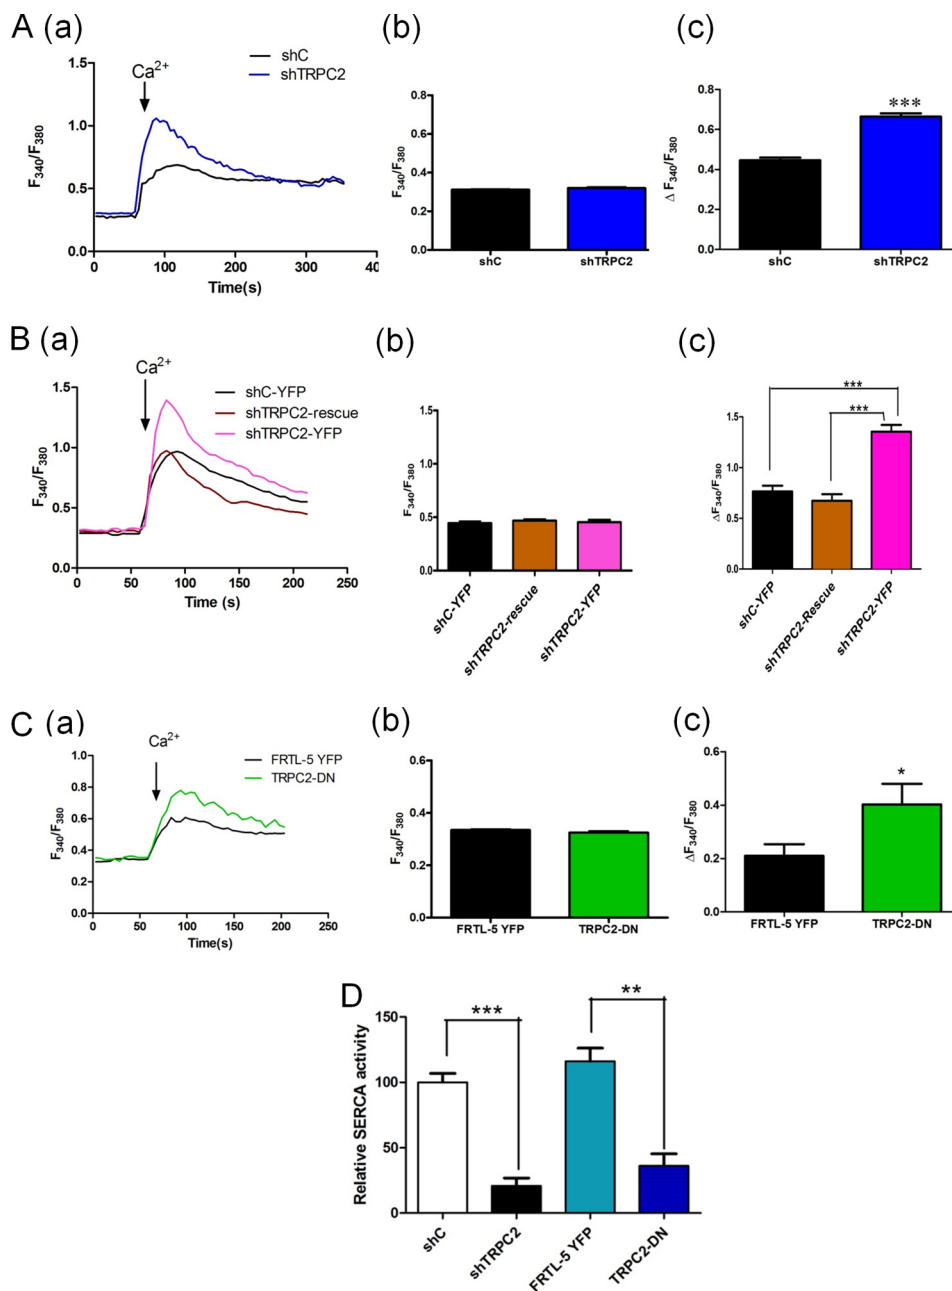 A (a)
(b)
(c)
shC
shTRPC2
Ca²⁺
1.5
1.0
0.5
0.0
F₃₄₀/F₃₈₀
0
100
200
300
40
Time(s)
0.8
0.6
0.4
0.2
0.0
F₃₄₀/F₃₈₀
shC
shTRPC2
***
0.8
0.6
0.4
0.2
0.0
Δ F₃₄₀/F₃₈₀
shC
shTRPC2
B (a)
(b)
(c)
Ca²⁺
shC-YFP
shTRPC2-rescue
shTRPC2-YFP
1.5
1.0
0.5
0.0
F₃₄₀/F₃₈₀
0
50
100
150
200
250
Time (s)
1.5
1.0
0.5
0.0
F₃₄₀/F₃₈₀
shC-YFP
shTRPC2-rescue
shTRPC2-YFP
***
***
1.5
1.0
0.5
0.0
ΔF₃₄₀/F₃₈₀
shC-YFP
shTRPC2-Rescue
shTRPC2-YFP
C (a)
(b)
(c)
Ca²⁺
FRTL-5 YFP
TRPC2-DN
1.0
0.8
0.6
0.4
0.2
0.0
F₃₄₀/F₃₈₀
0
50
100
150
200
250
Time(s)
0.6
0.4
0.2
0.0
F₃₄₀/F₃₈₀
FRTL-5 YFP
TRPC2-DN
*
0.6
0.4
0.2
0.0
ΔF₃₄₀/F₃₈₀
FRTL-5 YFP
TRPC2-DN
D
***
**
150
100
50
0
Relative SERCA activity
shC
shTRPC2
FRTL-5 YFP
TRPC2-DN